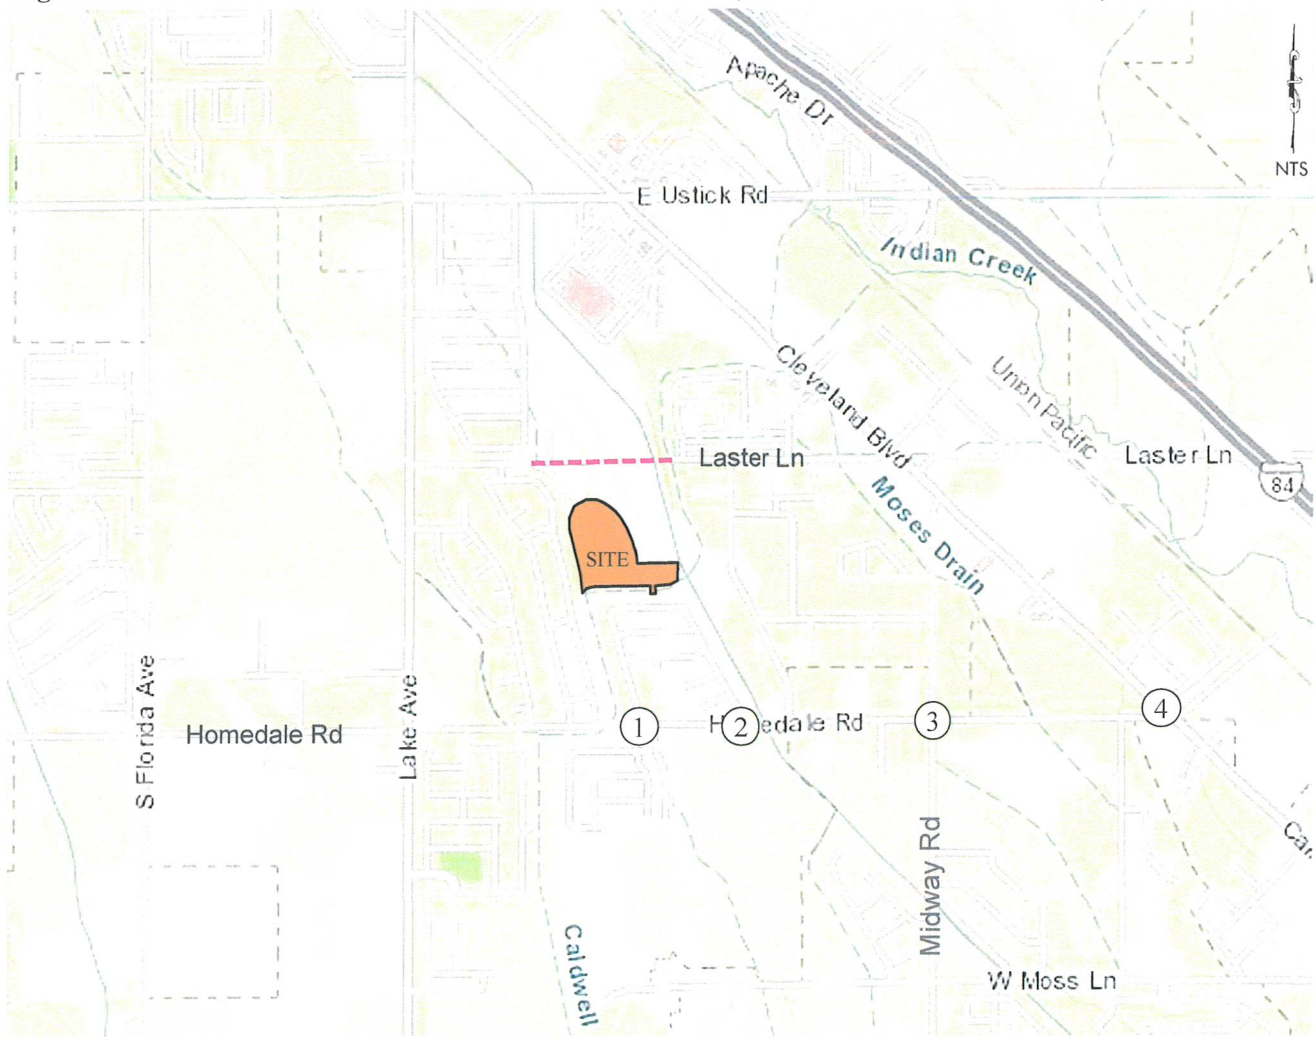 Apache Dr
NTS
E Ustick Rd
Indian Creek
Cleveland Blvd
Union Pacific
Laster Ln
Laster Ln
84
Moses Drain
SITE
S Florida Ave
Homedale Rd
Lake Ave
1
2
edale Rd
3
4
Midway Rd
Caldwell
W Moss Ln